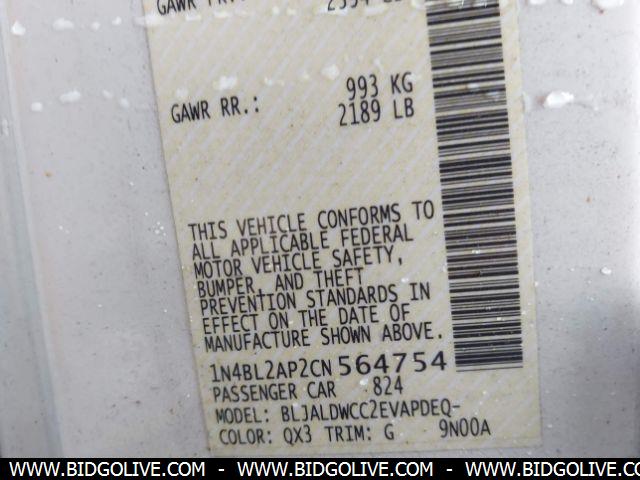 993 KG
GAWR RR.: 2189 LB
THIS VEHICLE CONFORMS TO
ALL APPLICABLE FEDERAL
MOTOR VEHICLE SAFETY,
BUMPER, AND THEFT
PREVENTION STANDARDS IN
EFFECT ON THE DATE OF
MANUFACTURE SHOWN ABOVE.
1N4BL2AP2CN564754
PASSENGER CAR 824
MODEL: BLJALDWCC2EVAPDEQ-
COLOR: QX3 TRIM: G 9N00A
WWW.BIDGOLIVE.COM - WWW.BIDGOLIVE.COM - WWW.BIDGOLIVE.COM